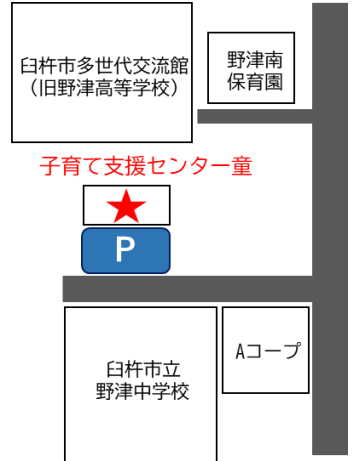 臼杵市多世代交流館
（旧野津高等学校）
野津南
保育園
子育て支援センター童
P
臼杵市立
野津中学校
Aコープ